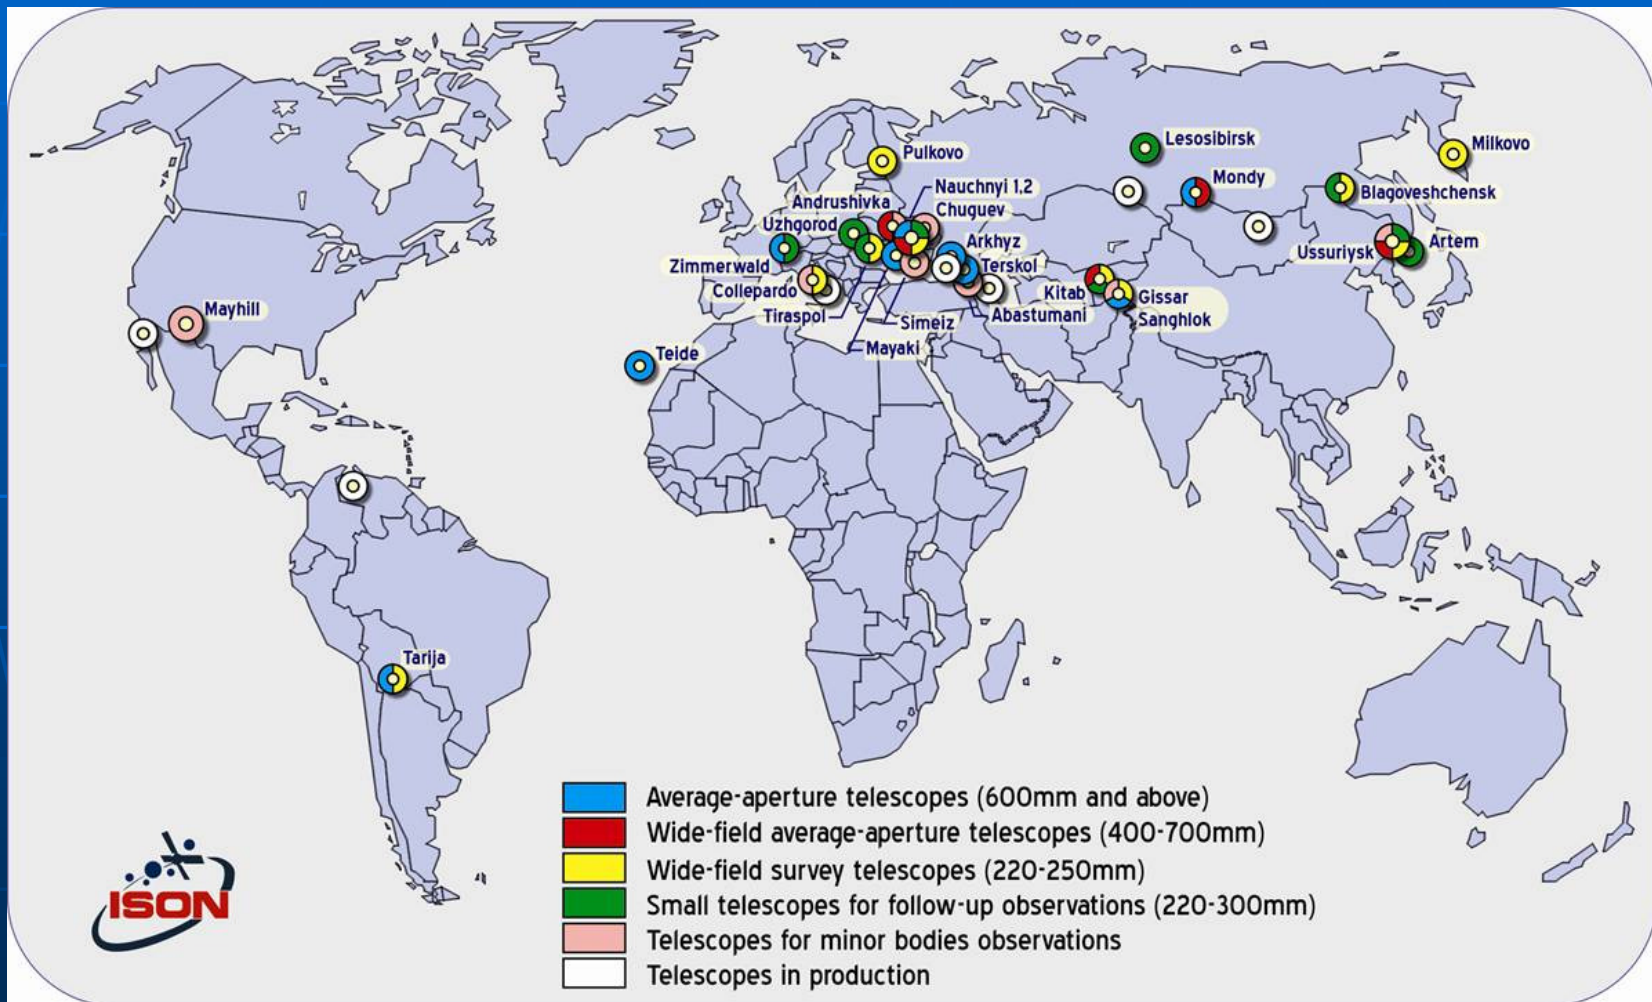 Lesosibirsk
Milkovo
Pulkovo
Mondy
Nauchnyi 1,2
Blagoveshchensk
Andrushivka
Chuguev
Uzhgorod
Arkhyz
Artem
Ussuriysk
Zimmerwald
Terskol
Collepardo
Kitab
Gissar
Sanghlok
Mayhill
Tiraspol
Simeiz
Abastumani
Mayaki
Teide
Tarija
Average-aperture telescopes (600mm and above)
Wide-field average-aperture telescopes (400-700mm)
Wide-field survey telescopes (220-250mm)
Small telescopes for follow-up observations (220-300mm)
Telescopes for minor bodies observations
Telescopes in production
ISON